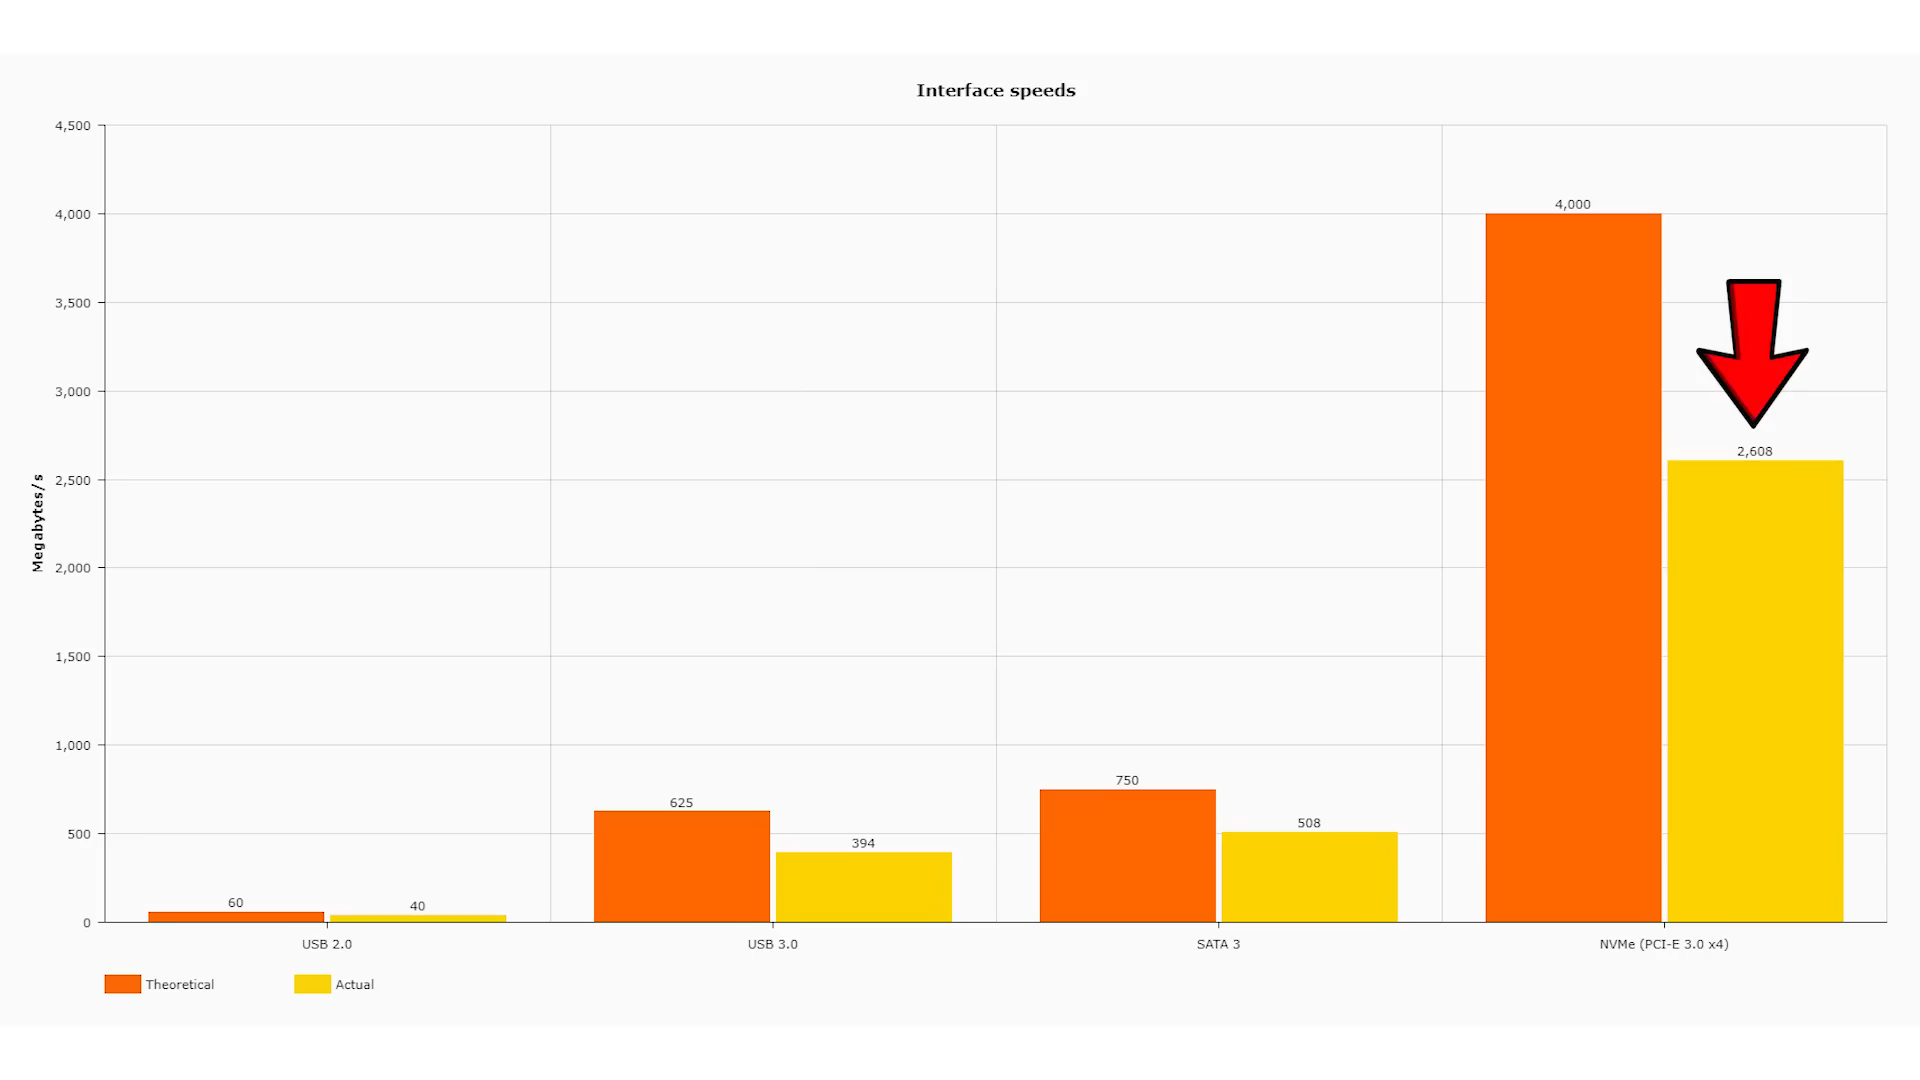 Interface speeds
4,500
4,000
3,500
3,000
2,500
2,000
1,500
1,000
500
0
Megabytes/s
60
40
625
394
750
508
4,000
2,608
USB 2.0
USB 3.0
SATA 3
NVMe (PCI-E 3.0 x4)
Theoretical
Actual